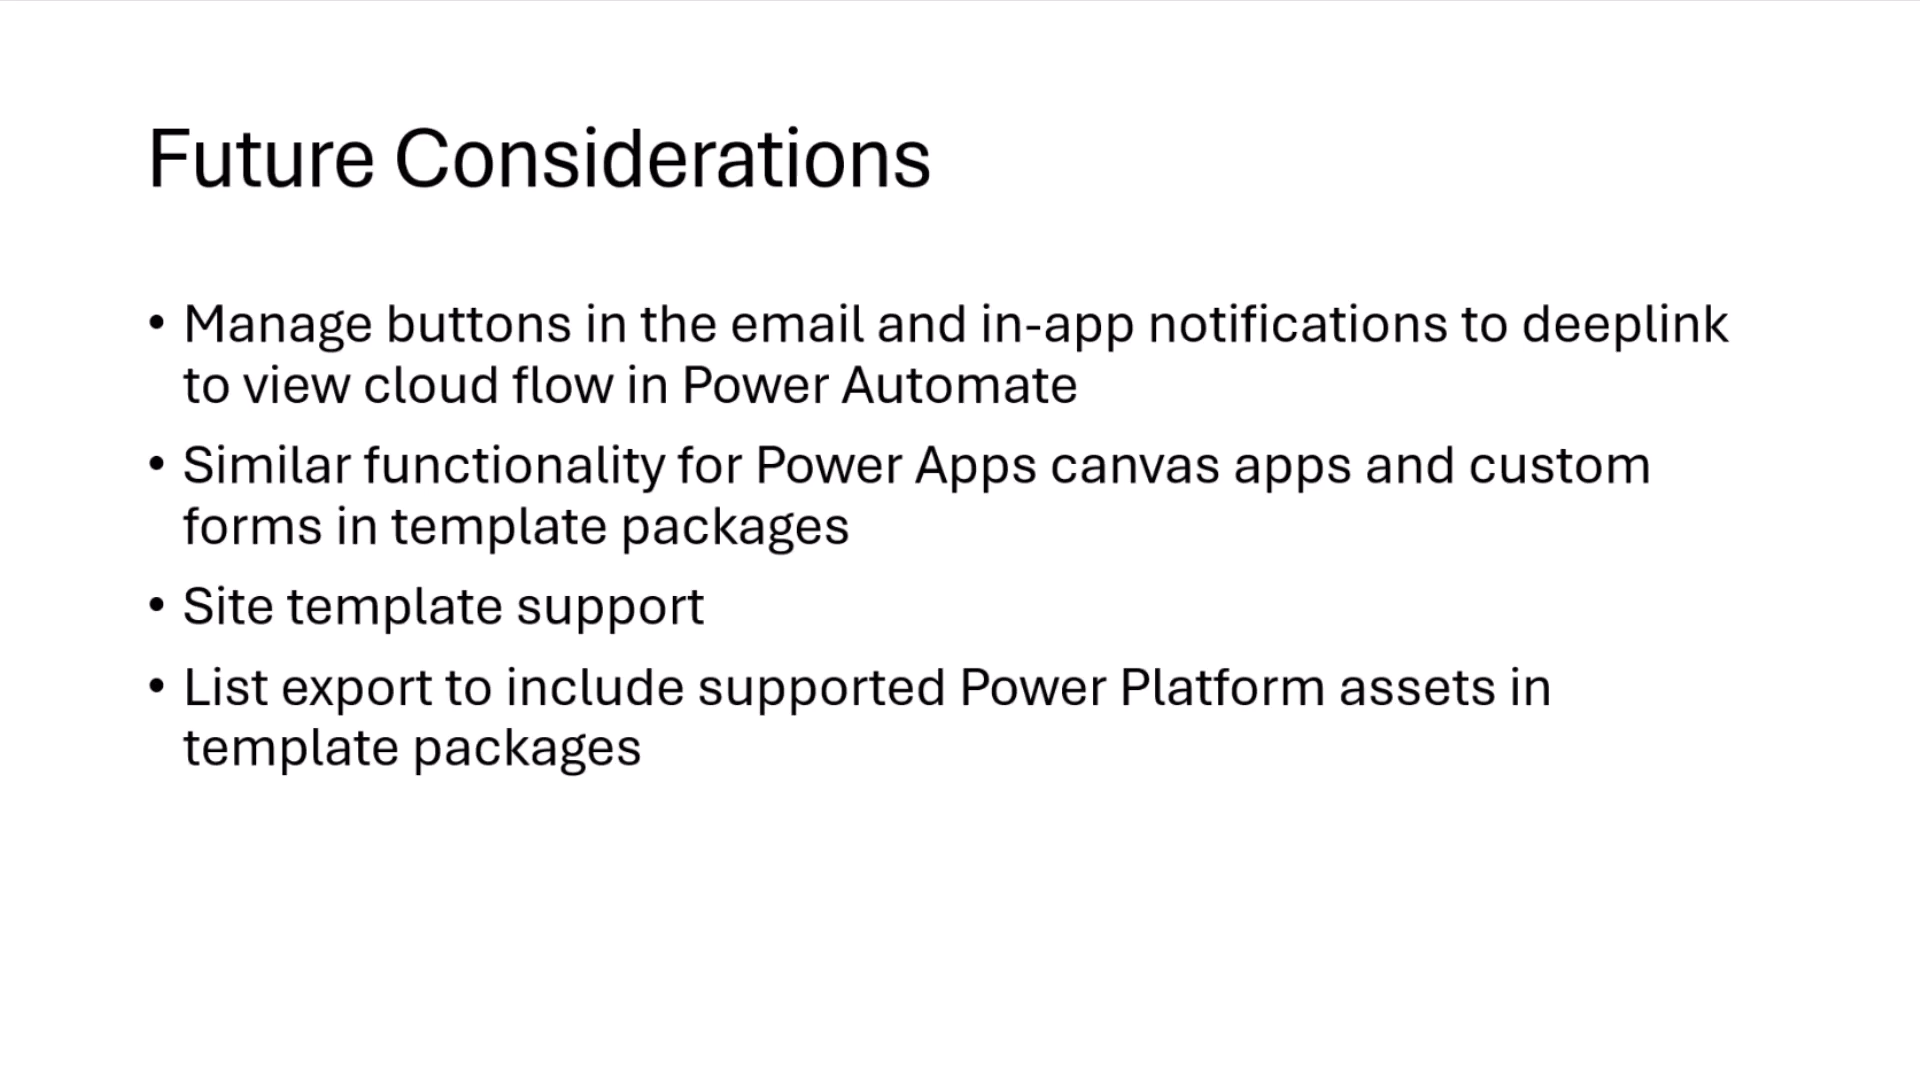 Future Considerations
• Manage buttons in the email and in-app notifications to deeplink
to view cloud flow in Power Automate
• Similar functionality for Power Apps canvas apps and custom
forms in template packages
• Site template support
• List export to include supported Power Platform assets in
template packages